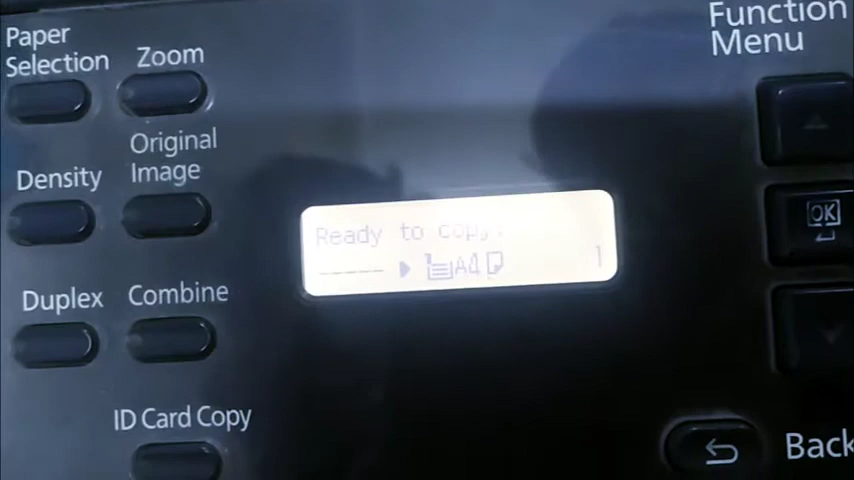 Paper
Selection
Zoom
Function
Menu
Original
Image
Density
OK
Ready to copy.
----- A4 1
Duplex
Combine
ID Card Copy
Back